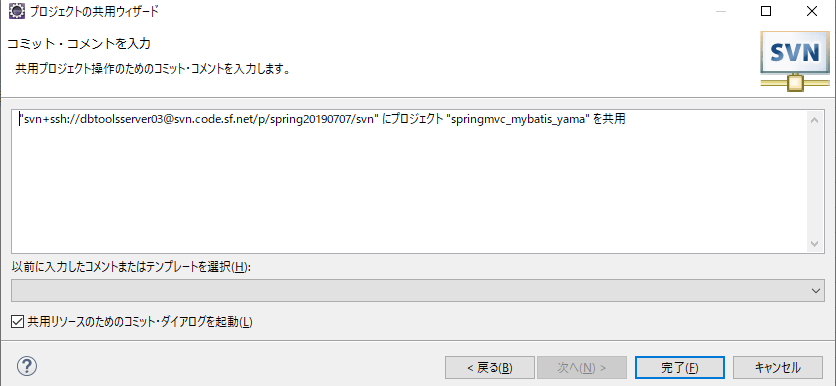 プロジェクトの共用ウィザード
コミット・コメントを入力
共用プロジェクト操作のためのコミット・コメントを入力します。
SVN
"svn+ssh://dbtoolsserver03@svn.code.sf.net/p/spring20190707/svn" にプロジェクト "springmvc_mybatis_yama" を共用
以前に入力したコメントまたはテンプレートを選択(H):
共用リソースのためのコミット・ダイアログを起動(L)
?
< 戻る(B)
次へ(N) >
完了(F)
キャンセル